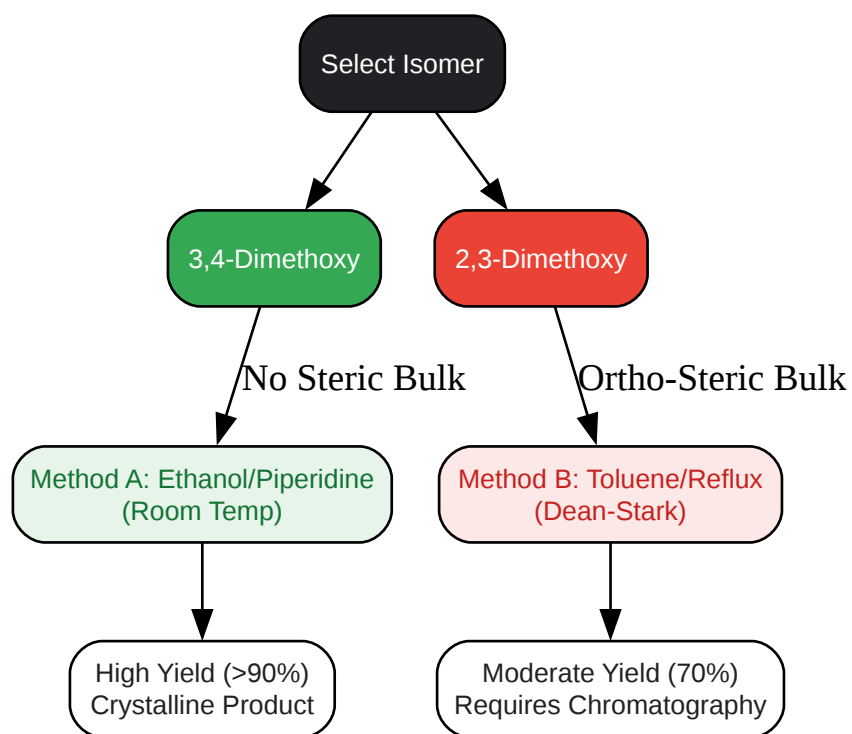 Select Isomer
3,4-Dimethoxy
2,3-Dimethoxy
No Steric Bulk
Ortho-Steric Bulk
Method A: Ethanol/Piperidine
(Room Temp)
Method B: Toluene/Reflux
(Dean-Stark)
High Yield (>90%)
Crystalline Product
Moderate Yield (70%)
Requires Chromatography